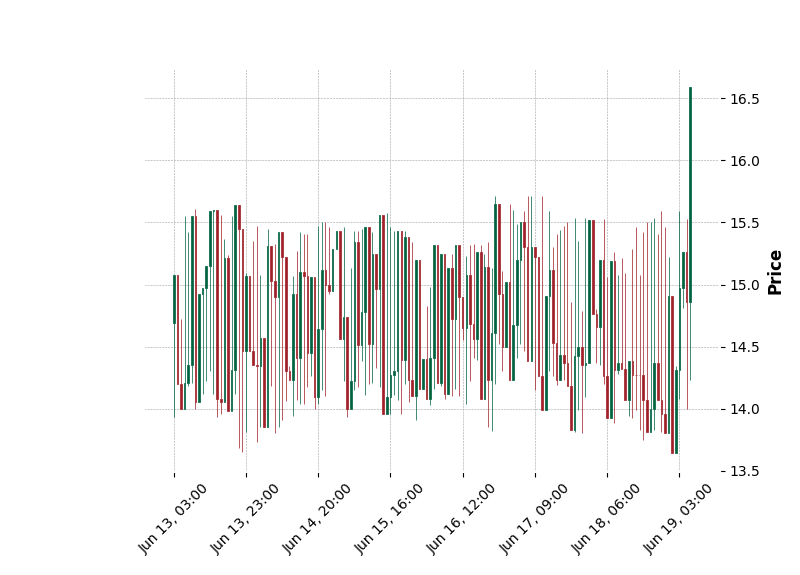 16.5
16.0
15.5
15.0
14.5
14.0
13.5
Price
Jun 13, 03:00
Jun 13, 23:00
Jun 14, 20:00
Jun 15, 16:00
Jun 16, 12:00
Jun 17, 09:00
Jun 18, 06:00
Jun 19, 03:00